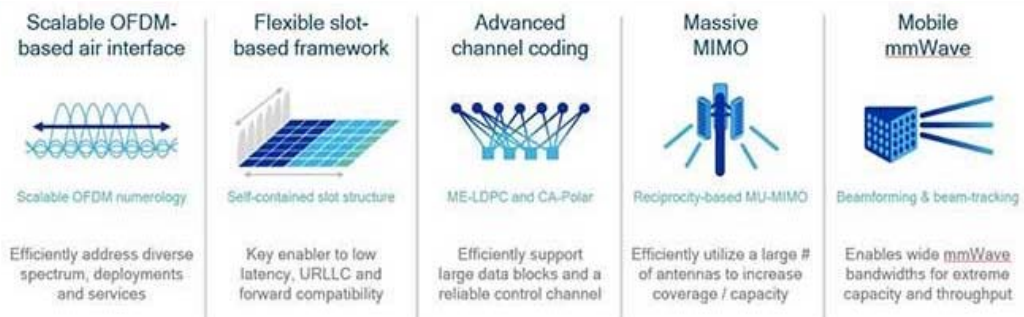 Scalable OFDM-
based air interface
Scalable OFDM numerology
Efficiently address diverse
spectrum, deployments
and services
Flexible slot-
based framework
Self-contained slot structure
Key enabler to low
latency, URLLC and
forward compatibility
Advanced
channel coding
ME-LDPC and CA-Polar
Efficiently support
large data blocks and a
reliable control channel
Massive
MIMO
Reciprocity-based MU-MIMO
Efficiently utilize a large #
of antennas to increase
coverage / capacity
Mobile
mmWave
Beamforming & beam-tracking
Enables wide mmWave
bandwidths for extreme
capacity and throughput